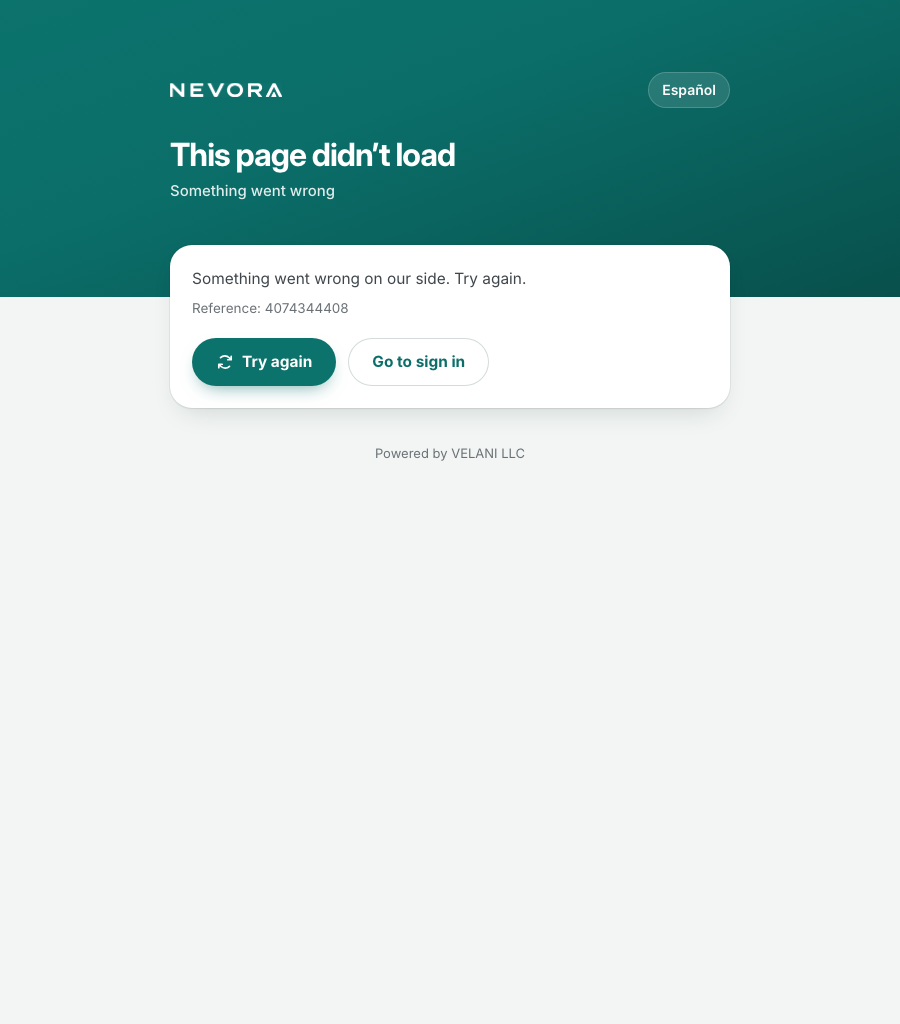 NEVORA
Español
This page didn’t load
Something went wrong
Something went wrong on our side. Try again.
Reference: 4074344408
Try again
Go to sign in
Powered by VELANI LLC